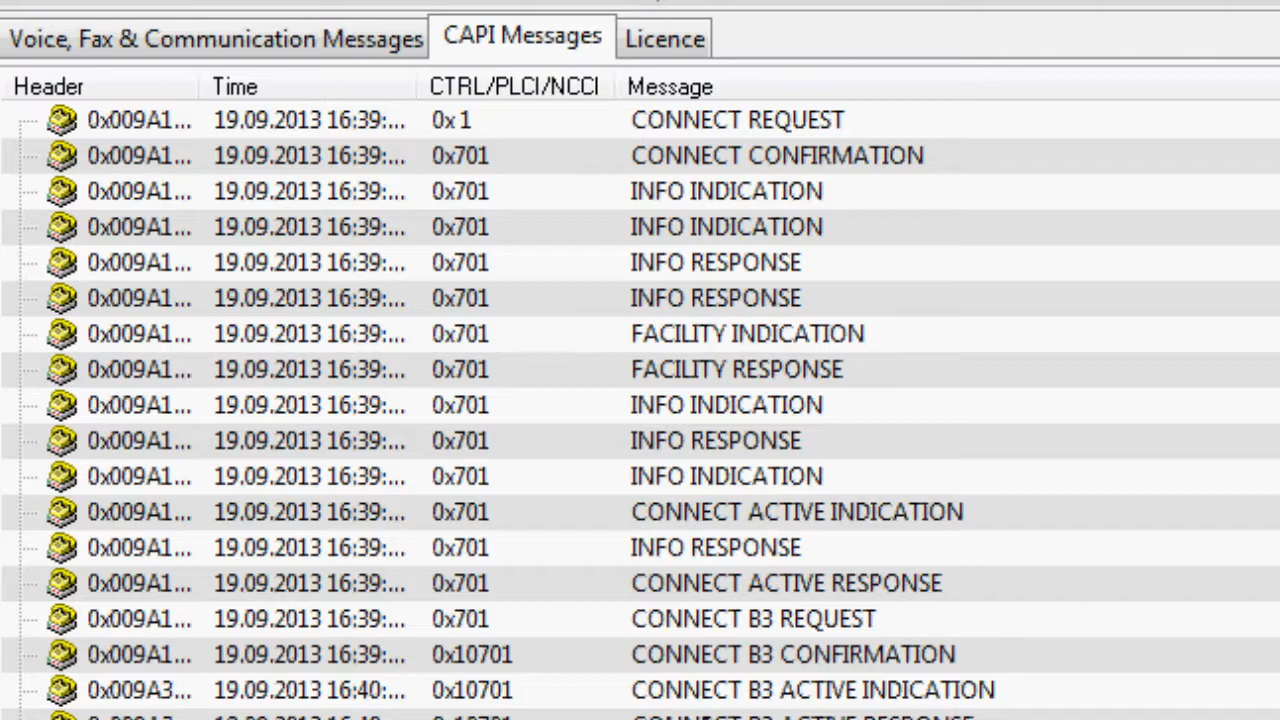 Voice, Fax & Communication Messages CAPI Messages Licence
Header Time CTRL/PLCI/NCCI Message
0x009A1... 19.09.2013 16:39:... 0x 1 CONNECT REQUEST
0x009A1... 19.09.2013 16:39:... 0x701 CONNECT CONFIRMATION
0x009A1... 19.09.2013 16:39:... 0x701 INFO INDICATION
0x009A1... 19.09.2013 16:39:... 0x701 INFO INDICATION
0x009A1... 19.09.2013 16:39:... 0x701 INFO RESPONSE
0x009A1... 19.09.2013 16:39:... 0x701 INFO RESPONSE
0x009A1... 19.09.2013 16:39:... 0x701 FACILITY INDICATION
0x009A1... 19.09.2013 16:39:... 0x701 FACILITY RESPONSE
0x009A1... 19.09.2013 16:39:... 0x701 INFO INDICATION
0x009A1... 19.09.2013 16:39:... 0x701 INFO RESPONSE
0x009A1... 19.09.2013 16:39:... 0x701 INFO INDICATION
0x009A1... 19.09.2013 16:39:... 0x701 CONNECT ACTIVE INDICATION
0x009A1... 19.09.2013 16:39:... 0x701 INFO RESPONSE
0x009A1... 19.09.2013 16:39:... 0x701 CONNECT ACTIVE RESPONSE
0x009A1... 19.09.2013 16:39:... 0x701 CONNECT B3 REQUEST
0x009A1... 19.09.2013 16:39:... 0x10701 CONNECT B3 CONFIRMATION
0x009A3... 19.09.2013 16:40:... 0x10701 CONNECT B3 ACTIVE INDICATION